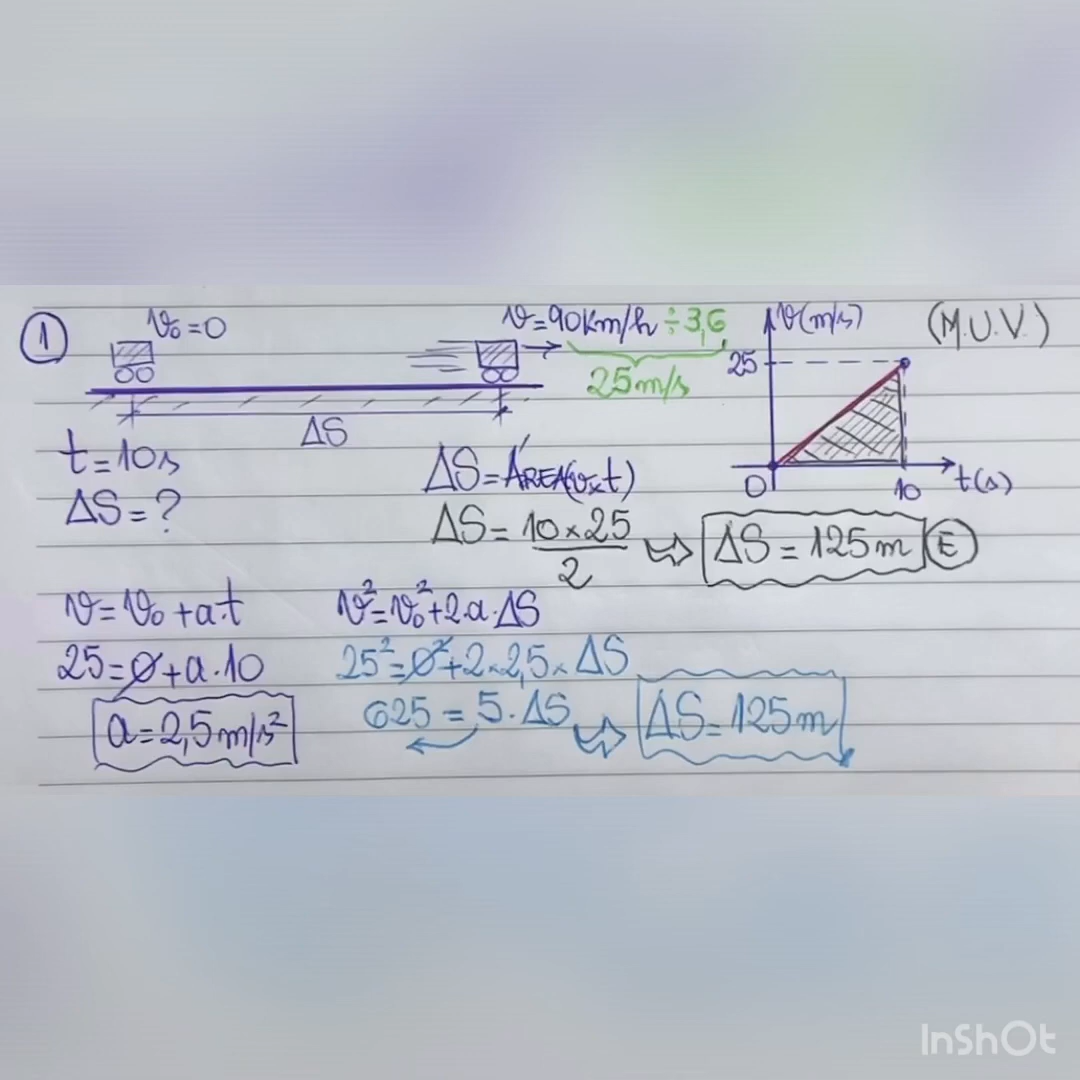 1
V₀ = 0
V = 90 Km/h ÷ 3,6
25 m/s
ΔS
t = 10 s
ΔS = ?
V(m/s)
(M.U.V.)
25
0
10
t(s)
ΔS = ÁREA(v×t)
ΔS = 10 × 25 / 2
ΔS = 125 m
E
V = V₀ + a.t
25 = 0 + a . 10
a = 2,5 m/s²
V² = V₀² + 2.a.ΔS
25² = 0² + 2 × 2,5 × ΔS
625 = 5 . ΔS
ΔS = 125 m
InShOt